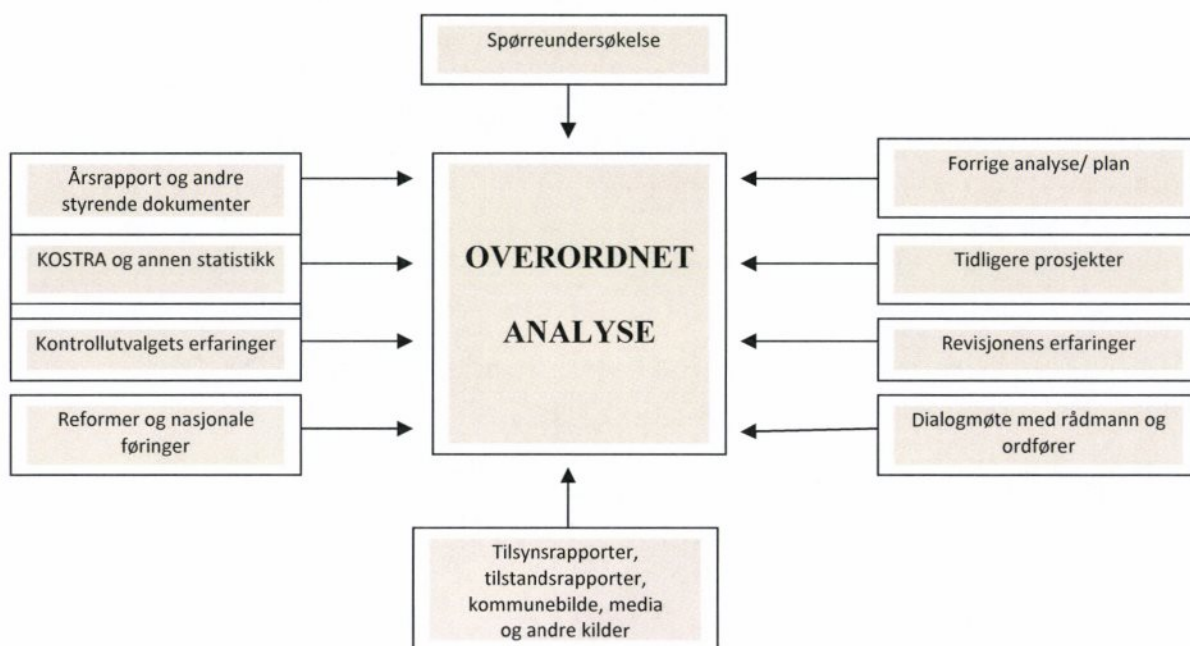 Spørreundersøkelse
Årsrapport og andre
styrende dokumenter
KOSTRA og annen statistikk
Kontrollutvalgets erfaringer
Reformer og nasjonale
føringer
OVERORDNET
ANALYSE
Forrige analyse/ plan
Tidligere prosjekter
Revisjonens erfaringer
Dialogmøte med rådmann og
ordfører
Tilsynsrapporter,
tilstandsrapporter,
kommunebilde, media
og andre kilder